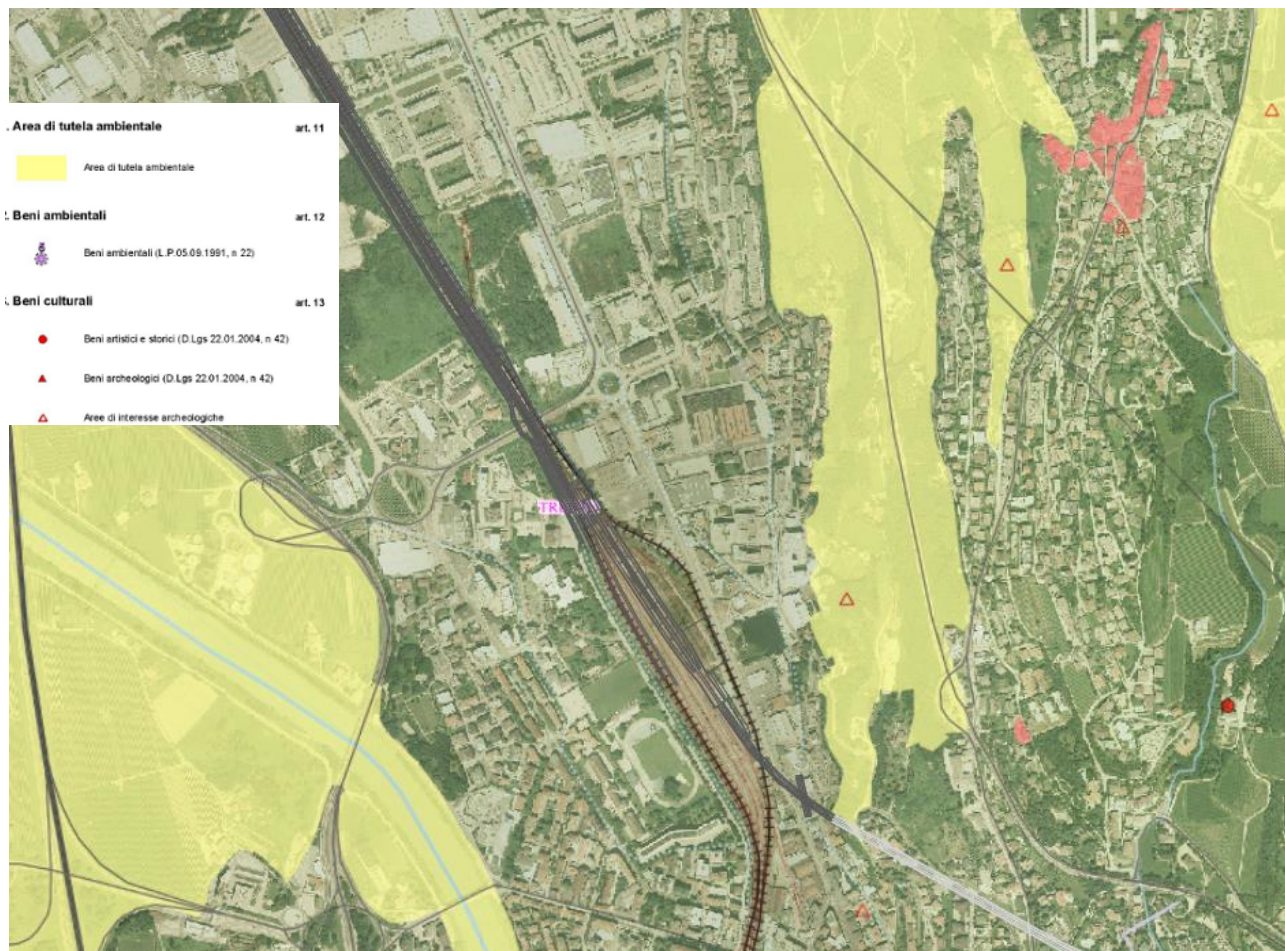 . Area di tutela ambientale art. 11
Area di tutela ambientale
. Beni ambientali art. 12
Beni ambientali (L.P.05.09.1991, n 22)
. Beni culturali art. 13
Beni artistici e storici (D.Lgs 22.01.2004, n 42)
Beni archeologici (D.Lgs 22.01.2004, n 42)
Aree di interesse archeologiche